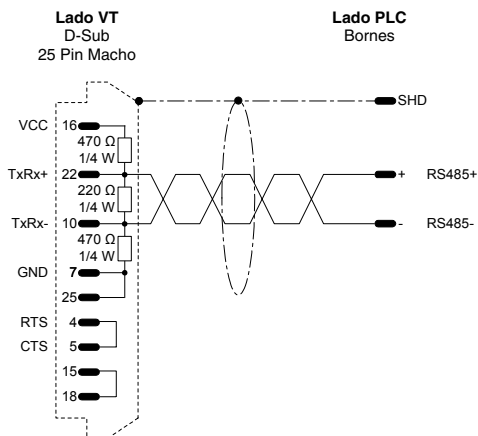 Lado VT
D-Sub
25 Pin Macho
Lado PLC
Bornes
SHD
VCC 16
470 Ω
1/4 W
TxRx+ 22
+ RS485+
220 Ω
1/4 W
TxRx- 10
- RS485-
470 Ω
1/4 W
GND 7
25
RTS 4
CTS 5
15
18